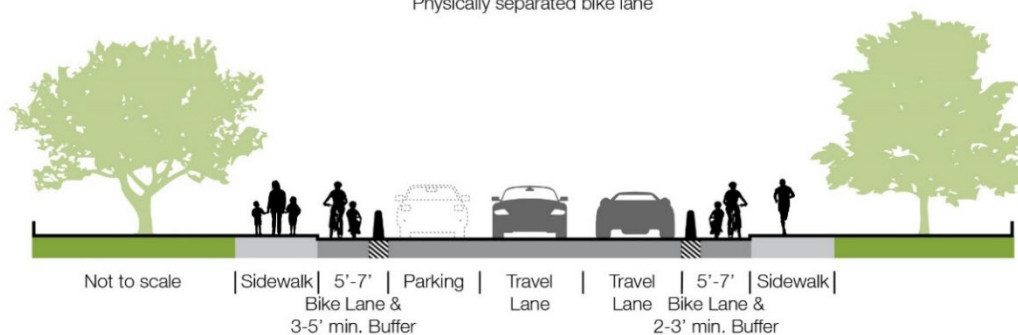 Physically separated bike lane
Not to scale
Sidewalk
5’-7’
Bike Lane &
3-5’ min. Buffer
Parking
Travel
Lane
Travel
Lane
5’-7’
Bike Lane &
2-3’ min. Buffer
Sidewalk